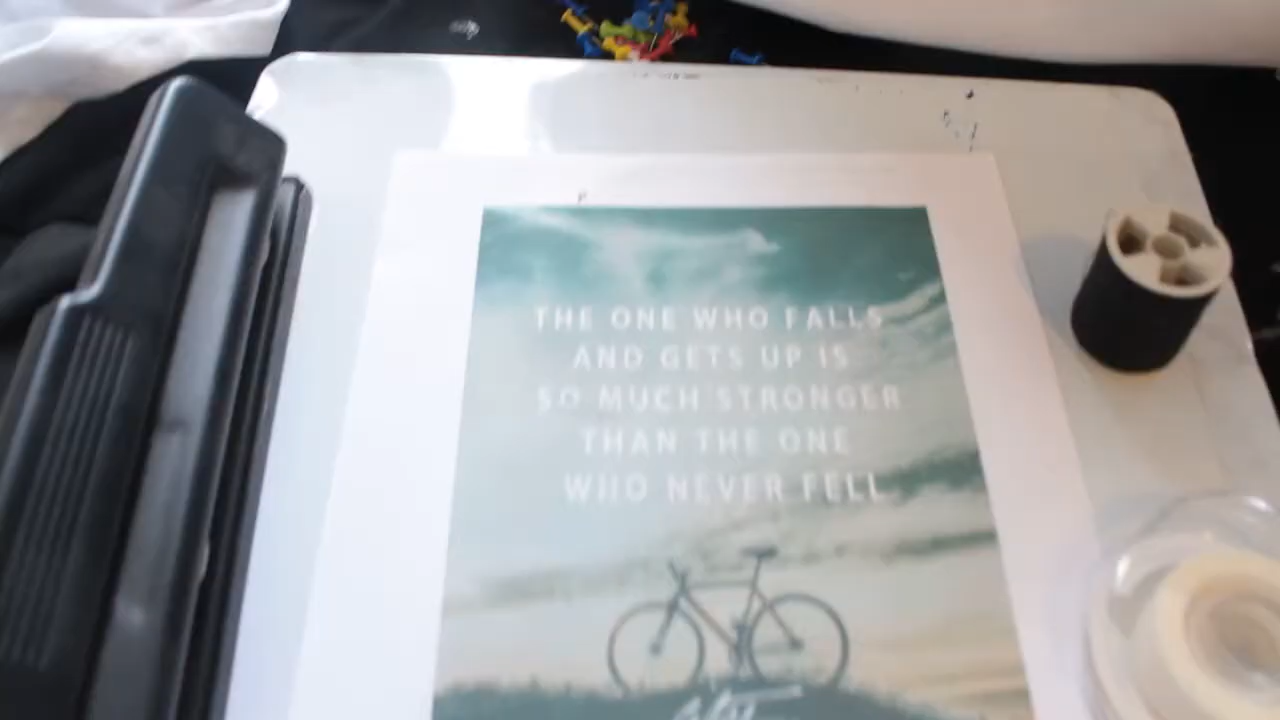 THE ONE WHO FALLS
AND GETS UP IS
SO MUCH STRONGER
THAN THE ONE
WHO NEVER FELL